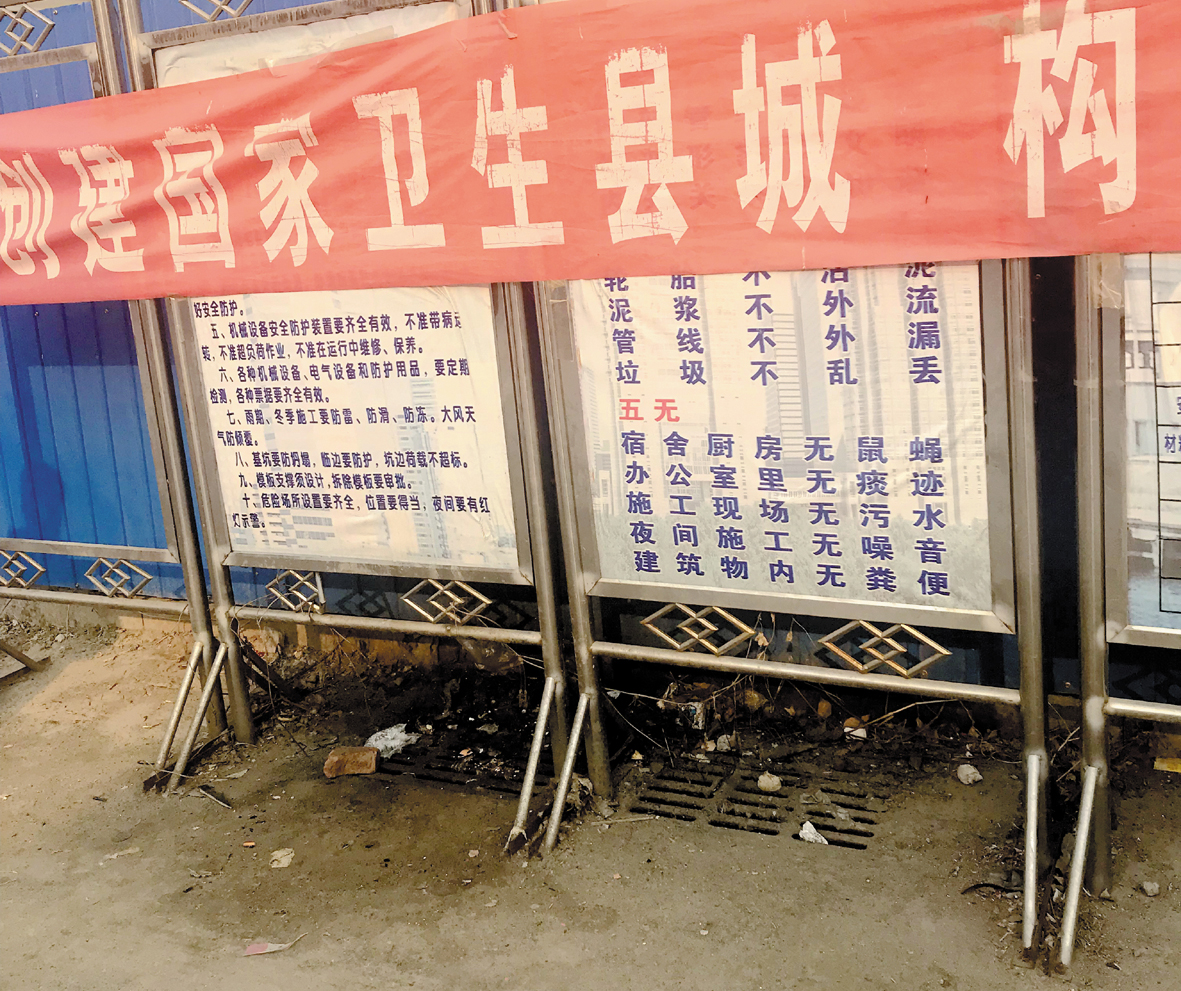 创建国家卫生县城 构
好安全防护。
五、机械设备安全防护装置要齐全有效，不准带病运
转，不准超负荷作业，不准在运行中维修、保养。
六、各种机械设备、电气设备和防护用品，要定期
检测，各种票据要齐全有效。
七、雨期、冬季施工要防雷、防滑、防冻。大风天
气防倾覆。
八、基坑要防坍塌，临边要防护，坑边荷载不超标。
九、模板支撑须设计，拆除模板要审批。
十、危险场所设置要齐全，位置要得当，夜间要有红
灯示警。
轮胎不沾泥
泥浆不外流
管线不外漏
垃圾不乱丢
五无
宿舍厨房无鼠蝇
办公室里无痰迹
施工现场无污水
夜间施工无噪音
建筑物内无粪便
材